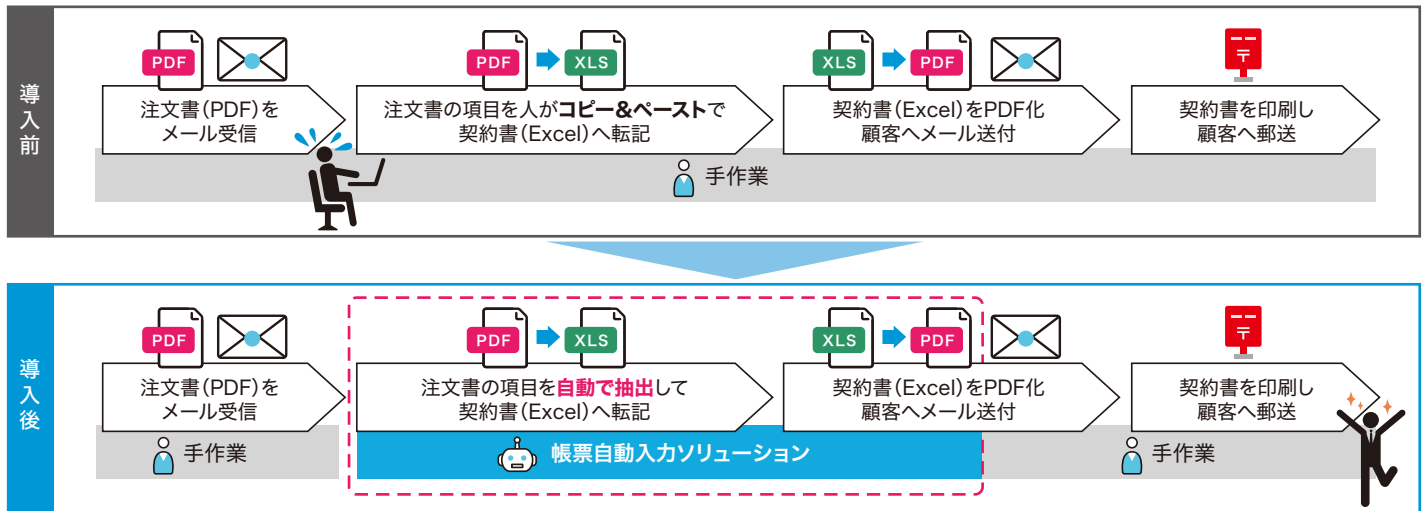 導入前
PDF
PDF
XLS
XLS
PDF
〒
注文書(PDF)を
メール受信
注文書の項目を人がコピー&ペーストで
契約書(Excel)へ転記
契約書(Excel)をPDF化
顧客へメール送付
契約書を印刷し
顧客へ郵送
手作業
導入後
PDF
PDF
XLS
XLS
PDF
〒
注文書(PDF)を
メール受信
注文書の項目を自動で抽出して
契約書(Excel)へ転記
契約書(Excel)をPDF化
顧客へメール送付
契約書を印刷し
顧客へ郵送
手作業
帳票自動入力ソリューション
手作業